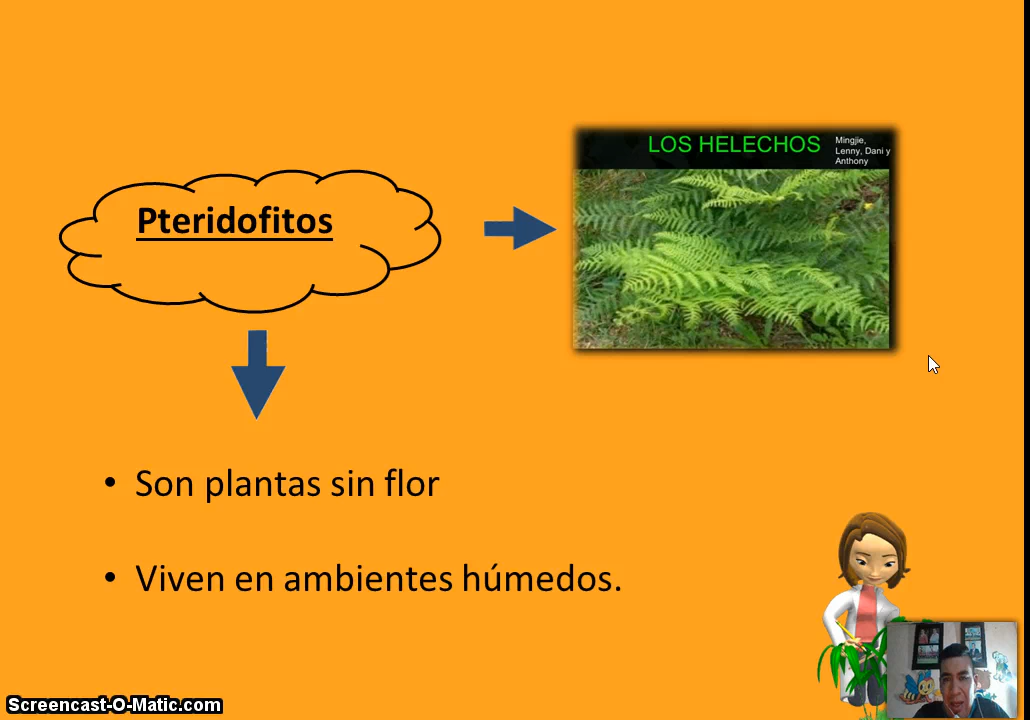 LOS HELECHOS
Mingjie,
Lenny, Dani y
Anthony
Pteridofitos
• Son plantas sin flor
• Viven en ambientes húmedos.
Screencast-O-Matic.com